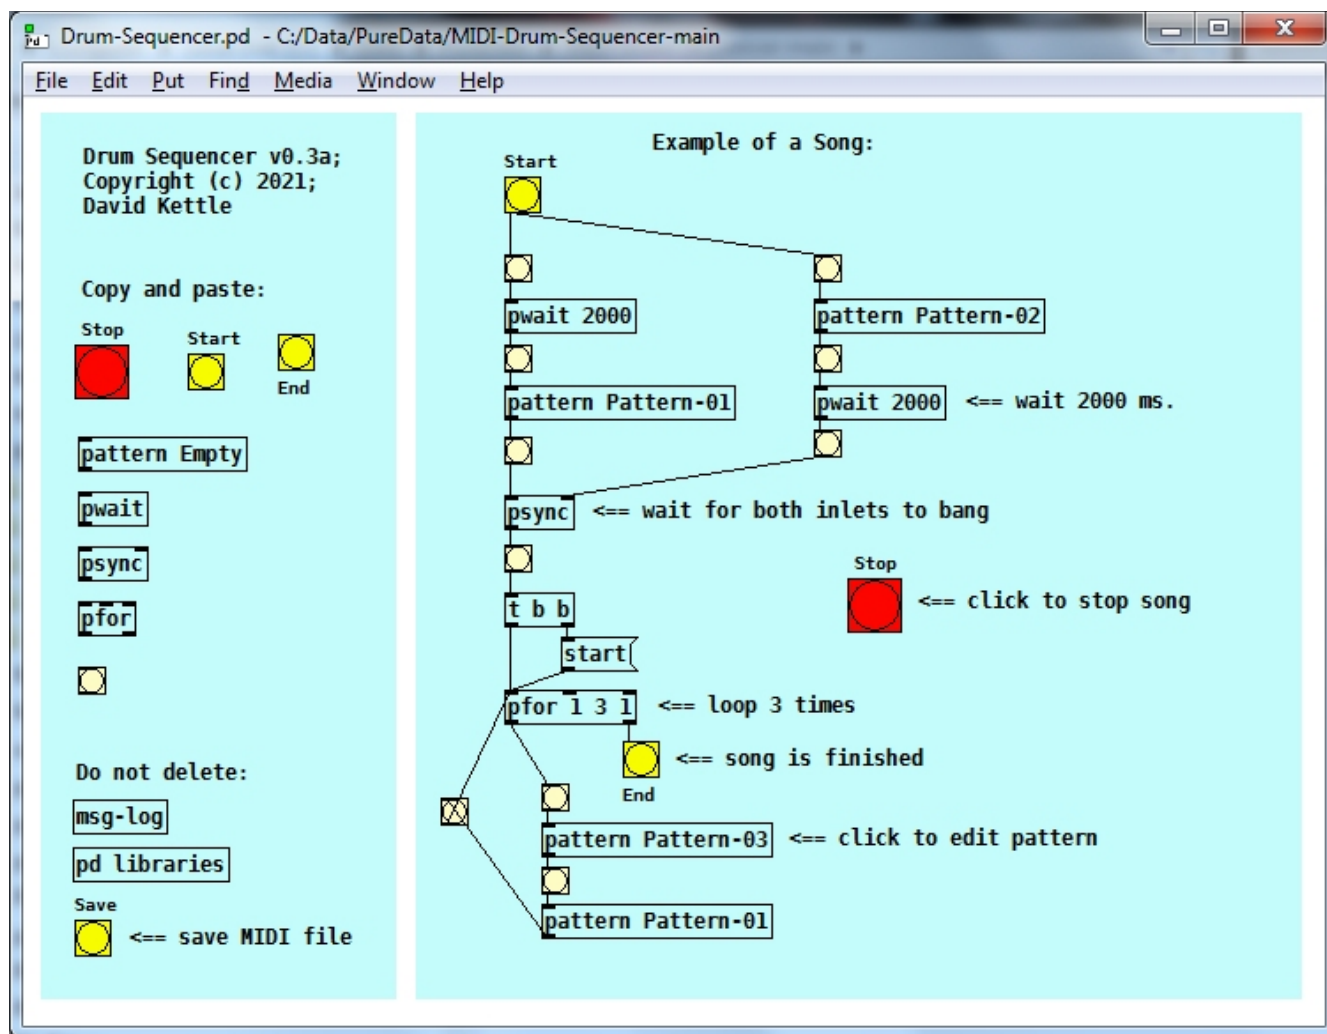 Drum-Sequencer.pd - C:/Data/PureData/MIDI-Drum-Sequencer-main
File Edit Put Find Media Window Help
Drum Sequencer v0.3a;
Copyright (c) 2021;
David Kettle
Copy and paste:
Stop
Start
End
pattern Empty
pwait
psync
pfor
Do not delete:
msg-log
pd libraries
Save
<== save MIDI file
Example of a Song:
Start
pwait 2000
pattern Pattern-02
pattern Pattern-01
pwait 2000
<== wait 2000 ms.
psync
<== wait for both inlets to bang
Stop
<== click to stop song
t b b
start
pfor 1 3 1
<== loop 3 times
<== song is finished
End
pattern Pattern-03
<== click to edit pattern
pattern Pattern-01